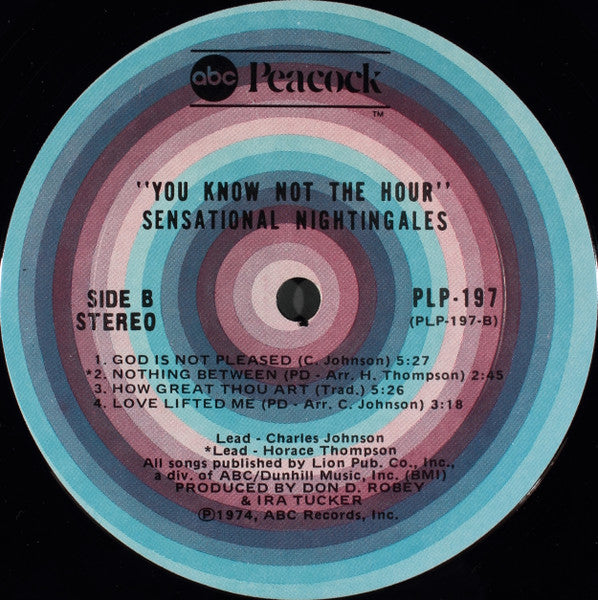 abc Peacock
™
"YOU KNOW NOT THE HOUR"
SENSATIONAL NIGHTINGALES
SIDE B
STEREO
PLP-197
(PLP-197-B)
1. GOD IS NOT PLEASED (C. Johnson) 5:27
*2. NOTHING BETWEEN (PD - Arr. H. Thompson) 2:45
3. HOW GREAT THOU ART (Trad.) 5:26
4. LOVE LIFTED ME (PD - Arr. C. Johnson) 3:18
Lead - Charles Johnson
*Lead - Horace Thompson
All songs published by Lion Pub. Co., Inc.,
a div. of ABC/Dunhill Music, Inc. (BMI)
PRODUCED BY DON D. ROBEY
& IRA TUCKER
℗1974, ABC Records, Inc.